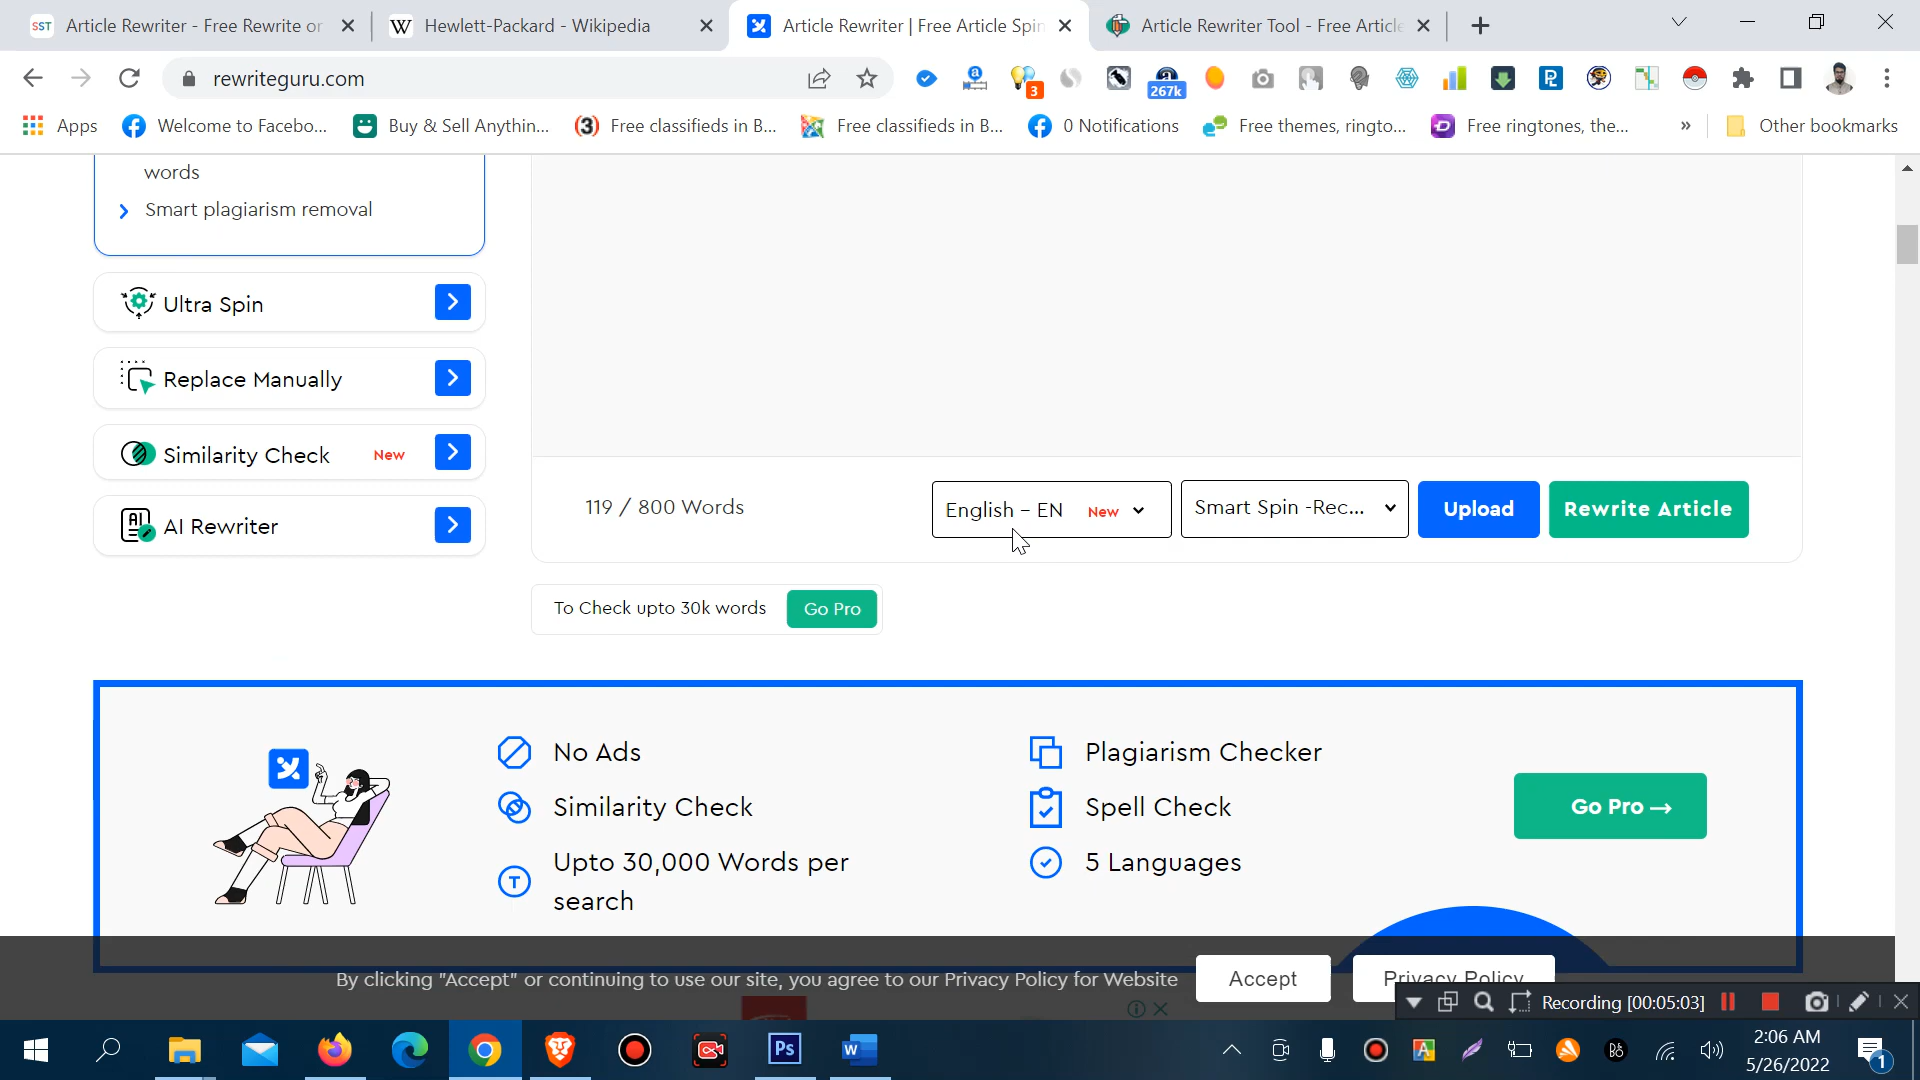 SST Article Rewriter - Free Rewrite or
W Hewlett-Packard - Wikipedia
Article Rewriter | Free Article Spin
Article Rewriter Tool - Free Article
rewriteguru.com
3
267k
Apps
Welcome to Facebo...
Buy & Sell Anythin...
(3) Free classifieds in B...
Free classifieds in B...
0 Notifications
Free themes, ringto...
Free ringtones, the...
»
Other bookmarks
words
Smart plagiarism removal
Ultra Spin
Replace Manually
Similarity Check New
AI Rewriter
119 / 800 Words
English - EN New
Smart Spin -Rec...
Upload
Rewrite Article
To Check upto 30k words
Go Pro
No Ads
Similarity Check
Upto 30,000 Words per
search
Plagiarism Checker
Spell Check
5 Languages
Go Pro →
By clicking "Accept" or continuing to use our site, you agree to our Privacy Policy for Website
Accept
Privacy Policy
Recording [00:05:03]
Ps
W
2:06 AM
5/26/2022
1